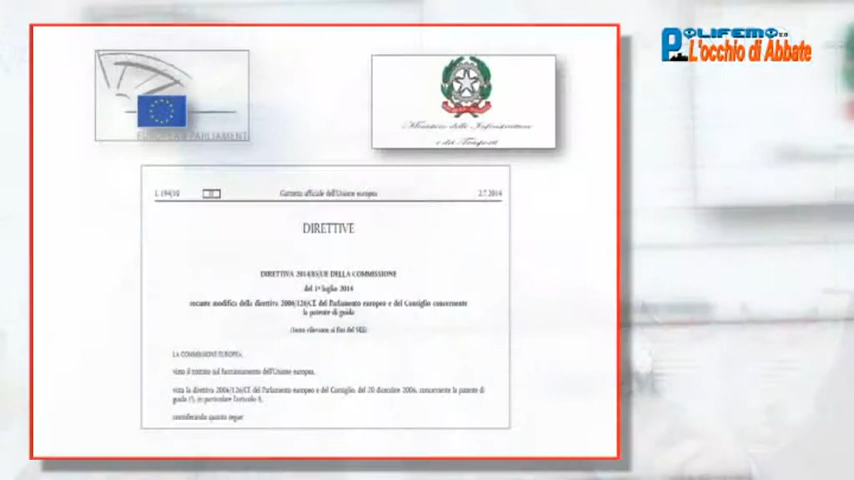 POLIFEMO
L'occhio di Abbate
EUROPEAN PARLIAMENT
Ministero delle Infrastrutture
e dei Trasporti
L 194/10 IT Gazzetta ufficiale dell'Unione europea 2.7.2014
DIRETTIVE
DIRETTIVA 2014/85/UE DELLA COMMISSIONE
del 1º luglio 2014
recante modifica della direttiva 2006/126/CE del Parlamento europeo e del Consiglio concernente
la patente di guida
(Testo rilevante ai fini del SEE)
LA COMMISSIONE EUROPEA,
visto il trattato sul funzionamento dell'Unione europea,
vista la direttiva 2006/126/CE del Parlamento europeo e del Consiglio, del 20 dicembre 2006, concernente la patente di
guida (1), in particolare l'articolo 8,
considerando quanto segue: